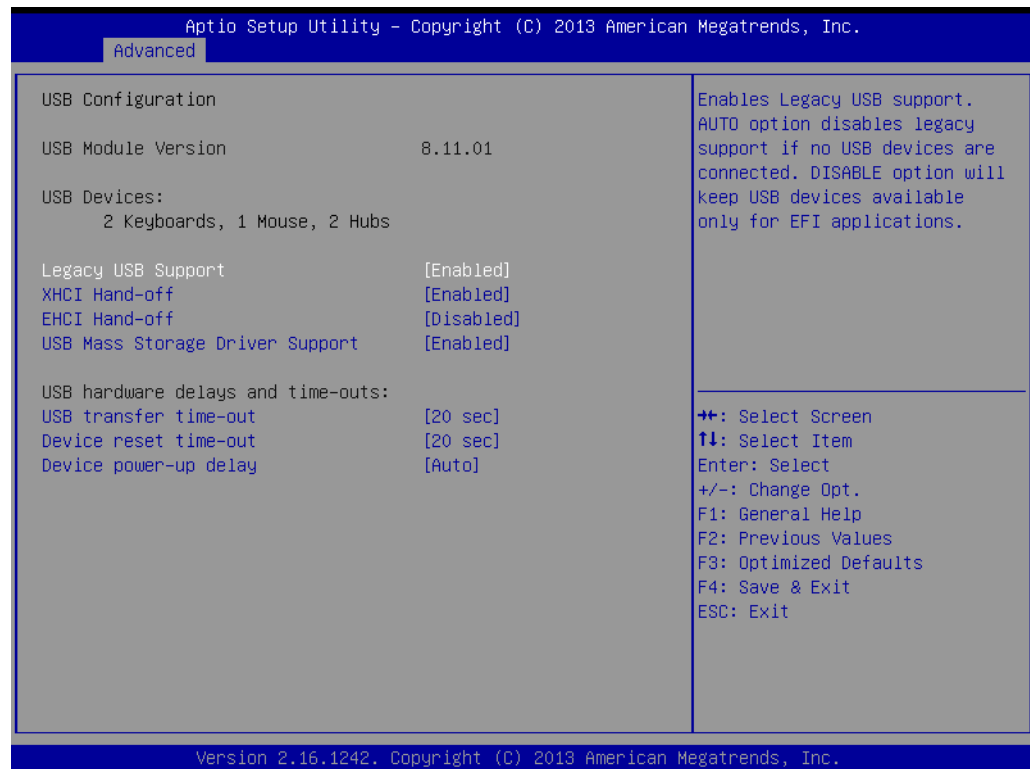 Aptio Setup Utility – Copyright (C) 2013 American Megatrends, Inc.
Advanced
USB Configuration
USB Module Version 8.11.01
USB Devices:
2 Keyboards, 1 Mouse, 2 Hubs
Legacy USB Support [Enabled]
XHCI Hand-off [Enabled]
EHCI Hand-off [Disabled]
USB Mass Storage Driver Support [Enabled]
USB hardware delays and time-outs:
USB transfer time-out [20 sec]
Device reset time-out [20 sec]
Device power-up delay [Auto]
Enables Legacy USB support.
AUTO option disables legacy
support if no USB devices are
connected. DISABLE option will
keep USB devices available
only for EFI applications.
→←: Select Screen
↑↓: Select Item
Enter: Select
+/-: Change Opt.
F1: General Help
F2: Previous Values
F3: Optimized Defaults
F4: Save & Exit
ESC: Exit
Version 2.16.1242. Copyright (C) 2013 American Megatrends, Inc.